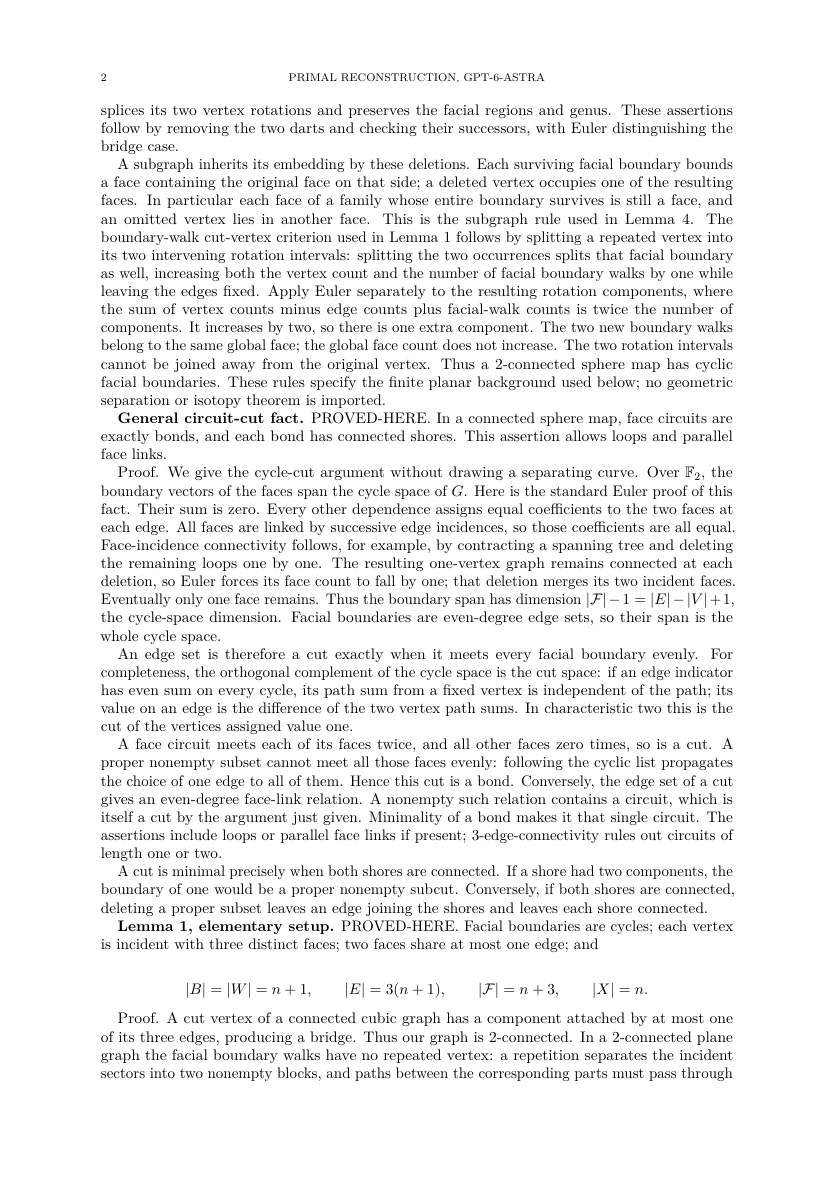 2 PRIMAL RECONSTRUCTION, GPT-6-ASTRA
splices its two vertex rotations and preserves the facial regions and genus. These assertions
follow by removing the two darts and checking their successors, with Euler distinguishing the
bridge case.
A subgraph inherits its embedding by these deletions. Each surviving facial boundary bounds
a face containing the original face on that side; a deleted vertex occupies one of the resulting
faces. In particular each face of a family whose entire boundary survives is still a face, and
an omitted vertex lies in another face. This is the subgraph rule used in Lemma 4. The
boundary-walk cut-vertex criterion used in Lemma 1 follows by splitting a repeated vertex into
its two intervening rotation intervals: splitting the two occurrences splits that facial boundary
as well, increasing both the vertex count and the number of facial boundary walks by one while
leaving the edges fixed. Apply Euler separately to the resulting rotation components, where
the sum of vertex counts minus edge counts plus facial-walk counts is twice the number of
components. It increases by two, so there is one extra component. The two new boundary walks
belong to the same global face; the global face count does not increase. The two rotation intervals
cannot be joined away from the original vertex. Thus a 2-connected sphere map has cyclic
facial boundaries. These rules specify the finite planar background used below; no geometric
separation or isotopy theorem is imported.
General circuit-cut fact. PROVED-HERE. In a connected sphere map, face circuits are
exactly bonds, and each bond has connected shores. This assertion allows loops and parallel
face links.
Proof. We give the cycle-cut argument without drawing a separating curve. Over 𝔽₂, the
boundary vectors of the faces span the cycle space of G. Here is the standard Euler proof of this
fact. Their sum is zero. Every other dependence assigns equal coefficients to the two faces at
each edge. All faces are linked by successive edge incidences, so those coefficients are all equal.
Face-incidence connectivity follows, for example, by contracting a spanning tree and deleting
the remaining loops one by one. The resulting one-vertex graph remains connected at each
deletion, so Euler forces its face count to fall by one; that deletion merges its two incident faces.
Eventually only one face remains. Thus the boundary span has dimension |ℱ| − 1 = |E| − |V| + 1,
the cycle-space dimension. Facial boundaries are even-degree edge sets, so their span is the
whole cycle space.
An edge set is therefore a cut exactly when it meets every facial boundary evenly. For
completeness, the orthogonal complement of the cycle space is the cut space: if an edge indicator
has even sum on every cycle, its path sum from a fixed vertex is independent of the path; its
value on an edge is the difference of the two vertex path sums. In characteristic two this is the
cut of the vertices assigned value one.
A face circuit meets each of its faces twice, and all other faces zero times, so is a cut. A
proper nonempty subset cannot meet all those faces evenly: following the cyclic list propagates
the choice of one edge to all of them. Hence this cut is a bond. Conversely, the edge set of a cut
gives an even-degree face-link relation. A nonempty such relation contains a circuit, which is
itself a cut by the argument just given. Minimality of a bond makes it that single circuit. The
assertions include loops or parallel face links if present; 3-edge-connectivity rules out circuits of
length one or two.
A cut is minimal precisely when both shores are connected. If a shore had two components, the
boundary of one would be a proper nonempty subcut. Conversely, if both shores are connected,
deleting a proper subset leaves an edge joining the shores and leaves each shore connected.
Lemma 1, elementary setup. PROVED-HERE. Facial boundaries are cycles; each vertex
is incident with three distinct faces; two faces share at most one edge; and
|B| = |W| = n + 1, |E| = 3(n + 1), |ℱ| = n + 3, |X| = n.
Proof. A cut vertex of a connected cubic graph has a component attached by at most one
of its three edges, producing a bridge. Thus our graph is 2-connected. In a 2-connected plane
graph the facial boundary walks have no repeated vertex: a repetition separates the incident
sectors into two nonempty blocks, and paths between the corresponding parts must pass through